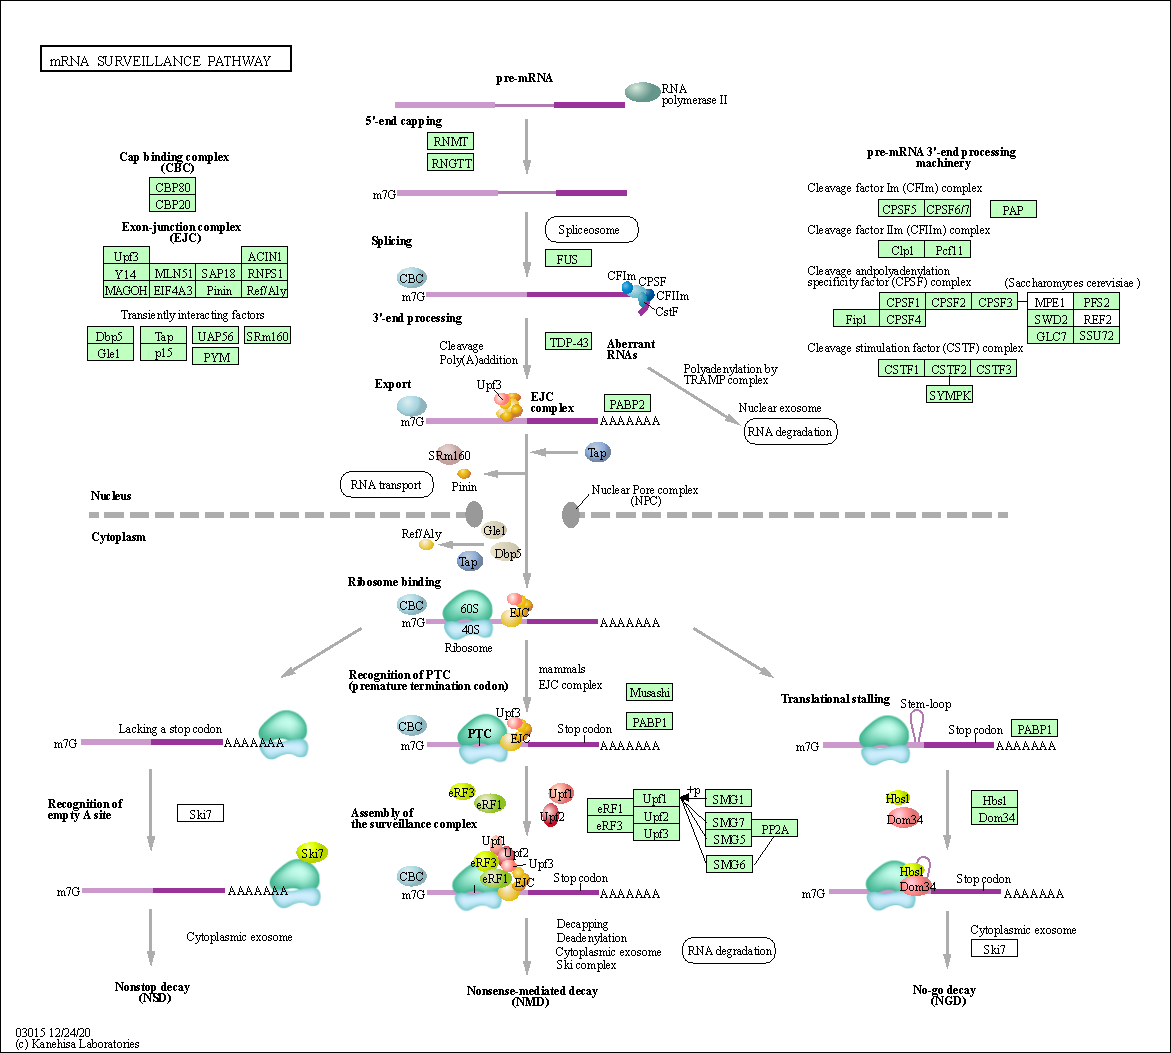 mRNA SURVEILLANCE PATHWAY
pre-mRNA
RNA
polymerase II
5'-end capping
RNMT
RNGTT
m7G
Cap binding complex
(CBC)
CBP80
CBP20
Exon-junction complex
(EJC)
Upf3
ACIN1
Y14
MLN51
SAP18
RNPS1
MAGOH
EIF4A3
Pinin
Ref/Aly
Transiently interacting factors
Dbp5
Tap
UAP56
SRm160
Gle1
p15
PYM
pre-mRNA 3'-end processing
machinery
Cleavage factor Im (CFIm) complex
CPSF5
CPSF6/7
PAP
Cleavage factor IIm (CFIIm) complex
Clp1
Pcf11
Cleavage andpolyadenylation
specificity factor (CPSF) complex
(Saccharomyces cerevisiae )
CPSF1
CPSF2
CPSF3
MPE1
PFS2
Fip1
CPSF4
SWD2
REF2
GLC7
SSU72
Cleavage stimulation factor (CSTF) complex
CSTF1
CSTF2
CSTF3
SYMPK
Splicing
Spliceosome
FUS
CBC
m7G
CFIm
CPSF
CFIIm
CstF
3'-end processing
Cleavage
Poly(A)addition
TDP-43
Aberrant
RNAs
Polyadenylation by
TRAMP complex
Nuclear exosome
RNA degradation
Export
Upf3
EJC
complex
PABP2
m7G
AAAAAAA
SRm160
Tap
Pinin
RNA transport
Nucleus
Nuclear Pore complex
(NPC)
Cytoplasm
Ref/Aly
Gle1
Dbp5
Tap
Ribosome binding
CBC
60S
EJC
m7G
40S
AAAAAAA
Ribosome
Recognition of PTC
(premature termination codon)
mammals
EJC complex
Musashi
PABP1
CBC
Upf3
PTC
EJC
Stop codon
m7G
AAAAAAA
Lacking a stop codon
m7G
AAAAAAA
Translational stalling
Stem-loop
Stop codon
PABP1
m7G
AAAAAAA
Recognition of
empty A site
Ski7
Assembly of
the surveillance complex
eRF3
eRF1
Upf1
Upf2
eRF1
eRF3
Upf1
Upf2
Upf3
+p
SMG1
SMG7
SMG5
SMG6
PP2A
Hbs1
Dom34
Hbs1
Dom34
Ski7
m7G
AAAAAAA
Upf1
Upf2
Upf3
eRF3
eRF1
EJC
CBC
Stop codon
m7G
AAAAAAA
Hbs1
Dom34
Stop codon
m7G
AAAAAAA
Cytoplasmic exosome
Decapping
Deadenylation
Cytoplasmic exosome
Ski complex
RNA degradation
Cytoplasmic exosome
Ski7
Nonstop decay
(NSD)
Nonsense-mediated decay
(NMD)
No-go decay
(NGD)
03015 12/24/20
(c) Kanehisa Laboratories